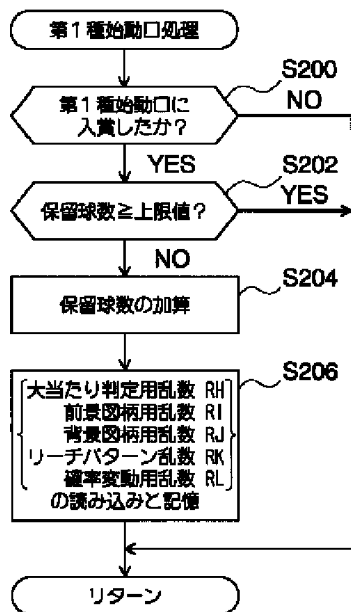 第1種始動口処理
S200
第1種始動口に
入賞したか?
NO
YES
S202
保留球数≧上限値?
YES
NO
S204
保留球数の加算
S206
大当たり判定用乱数 RH
前景図柄用乱数 RI
背景図柄用乱数 RJ
リーチパターン乱数 RK
確率変動用乱数 RL
の読み込みと記憶
リターン